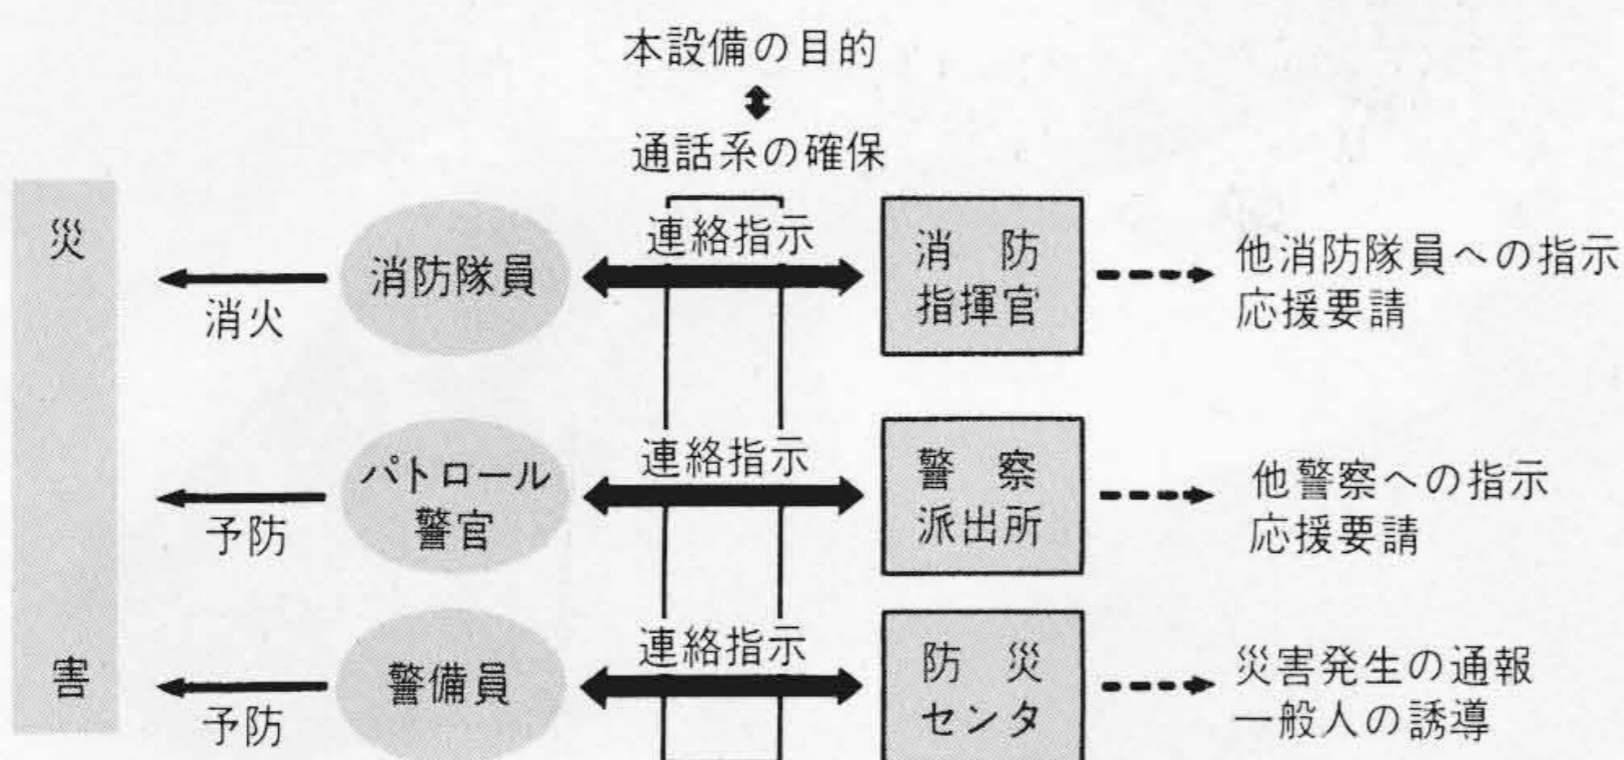 本設備の目的
通話系の確保
災害
消火
消防隊員
連絡指示
消防
指揮官
他消防隊員への指示
応援要請
予防
パトロール
警官
連絡指示
警察
派出所
他警察への指示
応援要請
予防
警備員
連絡指示
防災
センタ
災害発生の通報
一般人の誘導